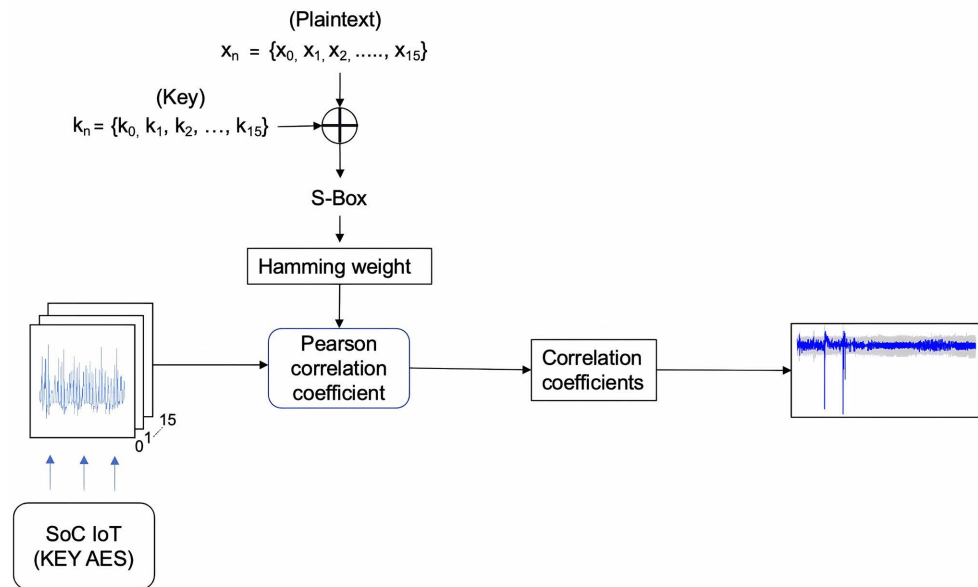 (Plaintext)
xₙ = {x₀, x₁, x₂, ....., x₁₅}
(Key)
kₙ = {k₀, k₁, k₂, ..., k₁₅}
S-Box
Hamming weight
Pearson
correlation
coefficient
Correlation
coefficients
0 1 ... 15
SoC IoT
(KEY AES)